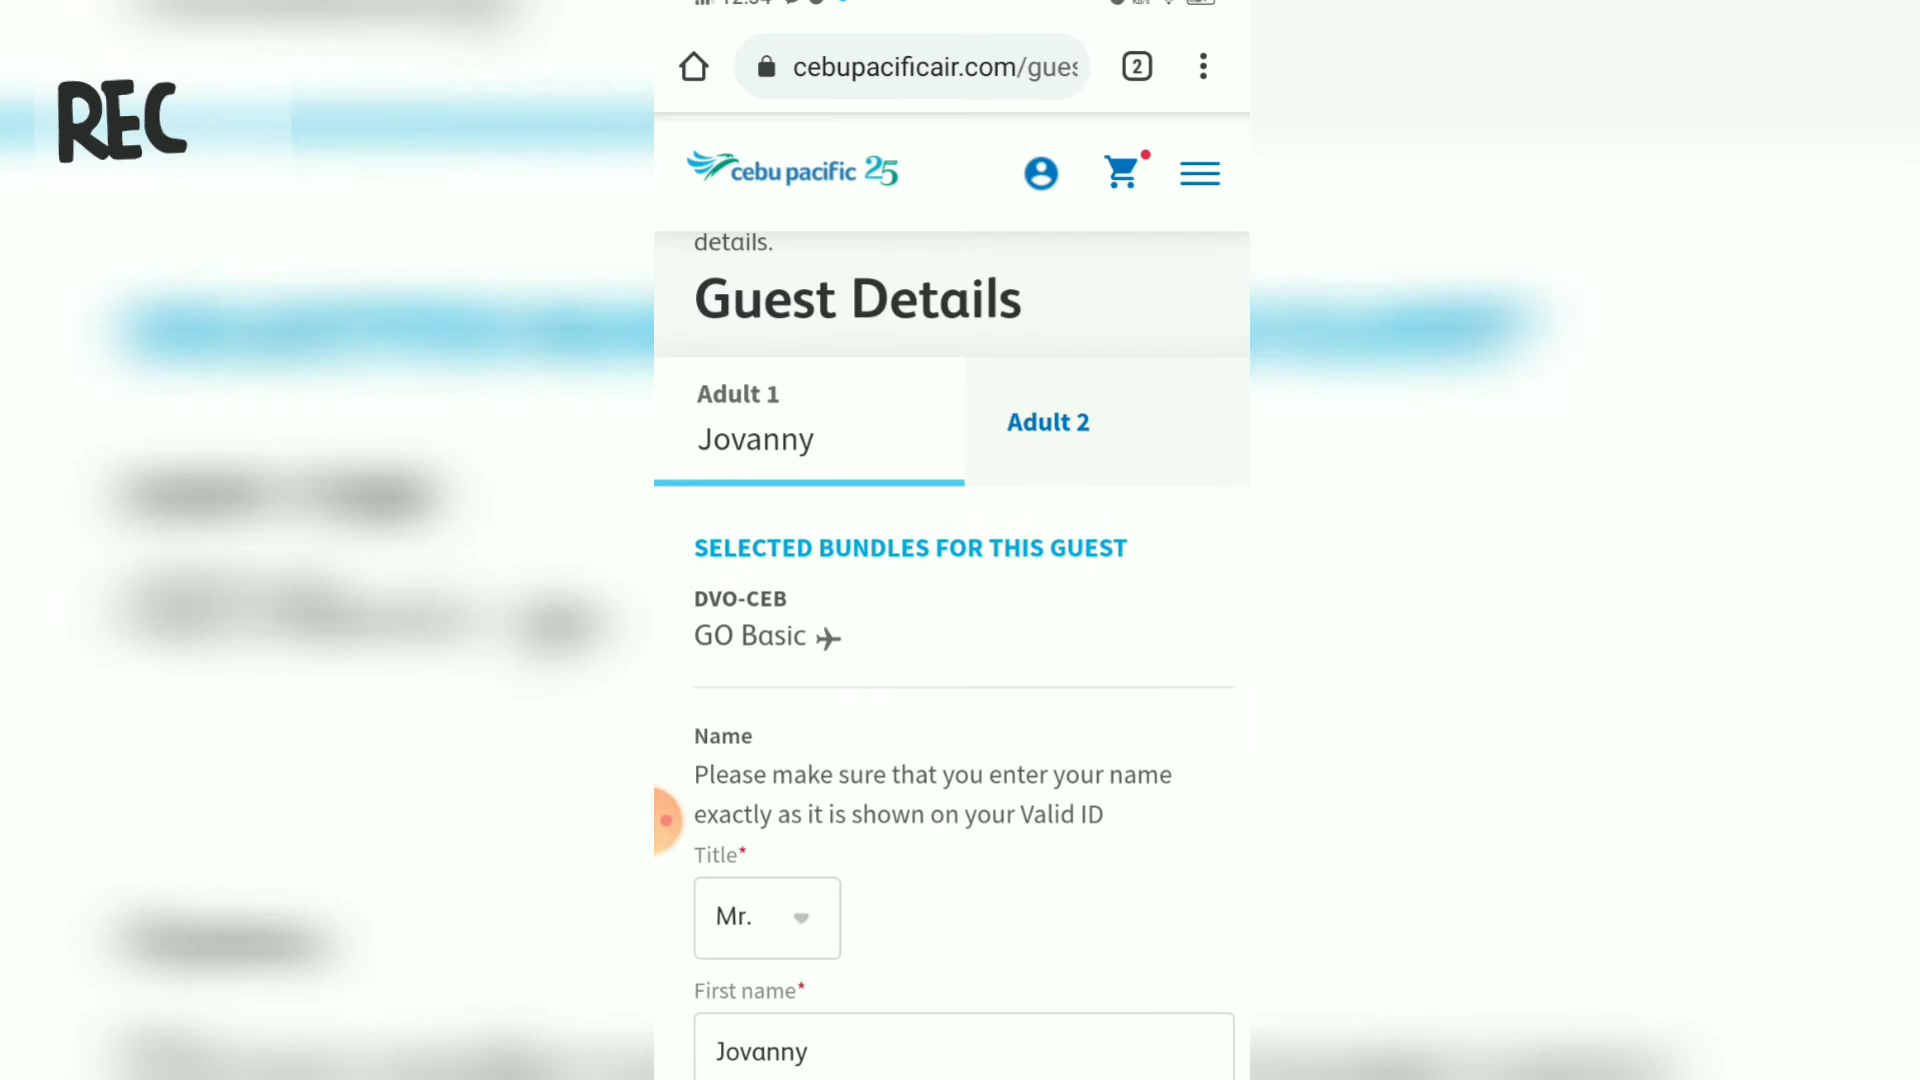 REC
cebupacificair.com/gues
2
cebu pacific 25
details.
Guest Details
Adult 1
Jovanny
Adult 2
SELECTED BUNDLES FOR THIS GUEST
DVO-CEB
GO Basic
Name
Please make sure that you enter your name
exactly as it is shown on your Valid ID
Title*
Mr.
First name*
Jovanny